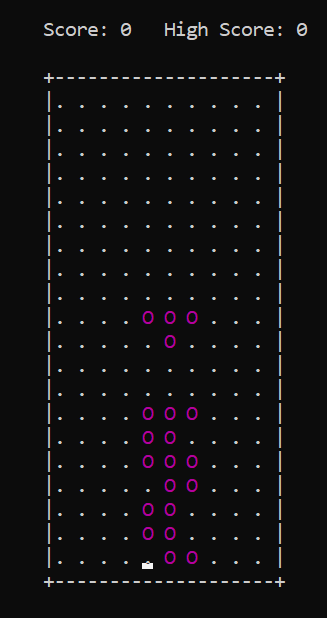 Score: 0   High Score: 0
+--------------------+
|. . . . . . . . . . |
|. . . . . . . . . . |
|. . . . . . . . . . |
|. . . . . . . . . . |
|. . . . . . . . . . |
|. . . . . . . . . . |
|. . . . . . . . . . |
|. . . . . . . . . . |
|. . . . . . . . . . |
|. . . . O O O . . . |
|. . . . . O . . . . |
|. . . . . . . . . . |
|. . . . . . . . . . |
|. . . . O O O . . . |
|. . . . O O . . . . |
|. . . . O O O . . . |
|. . . . . O O . . . |
|. . . . O O . . . . |
|. . . . O O . . . . |
|. . . . . O O . . . |
+--------------------+